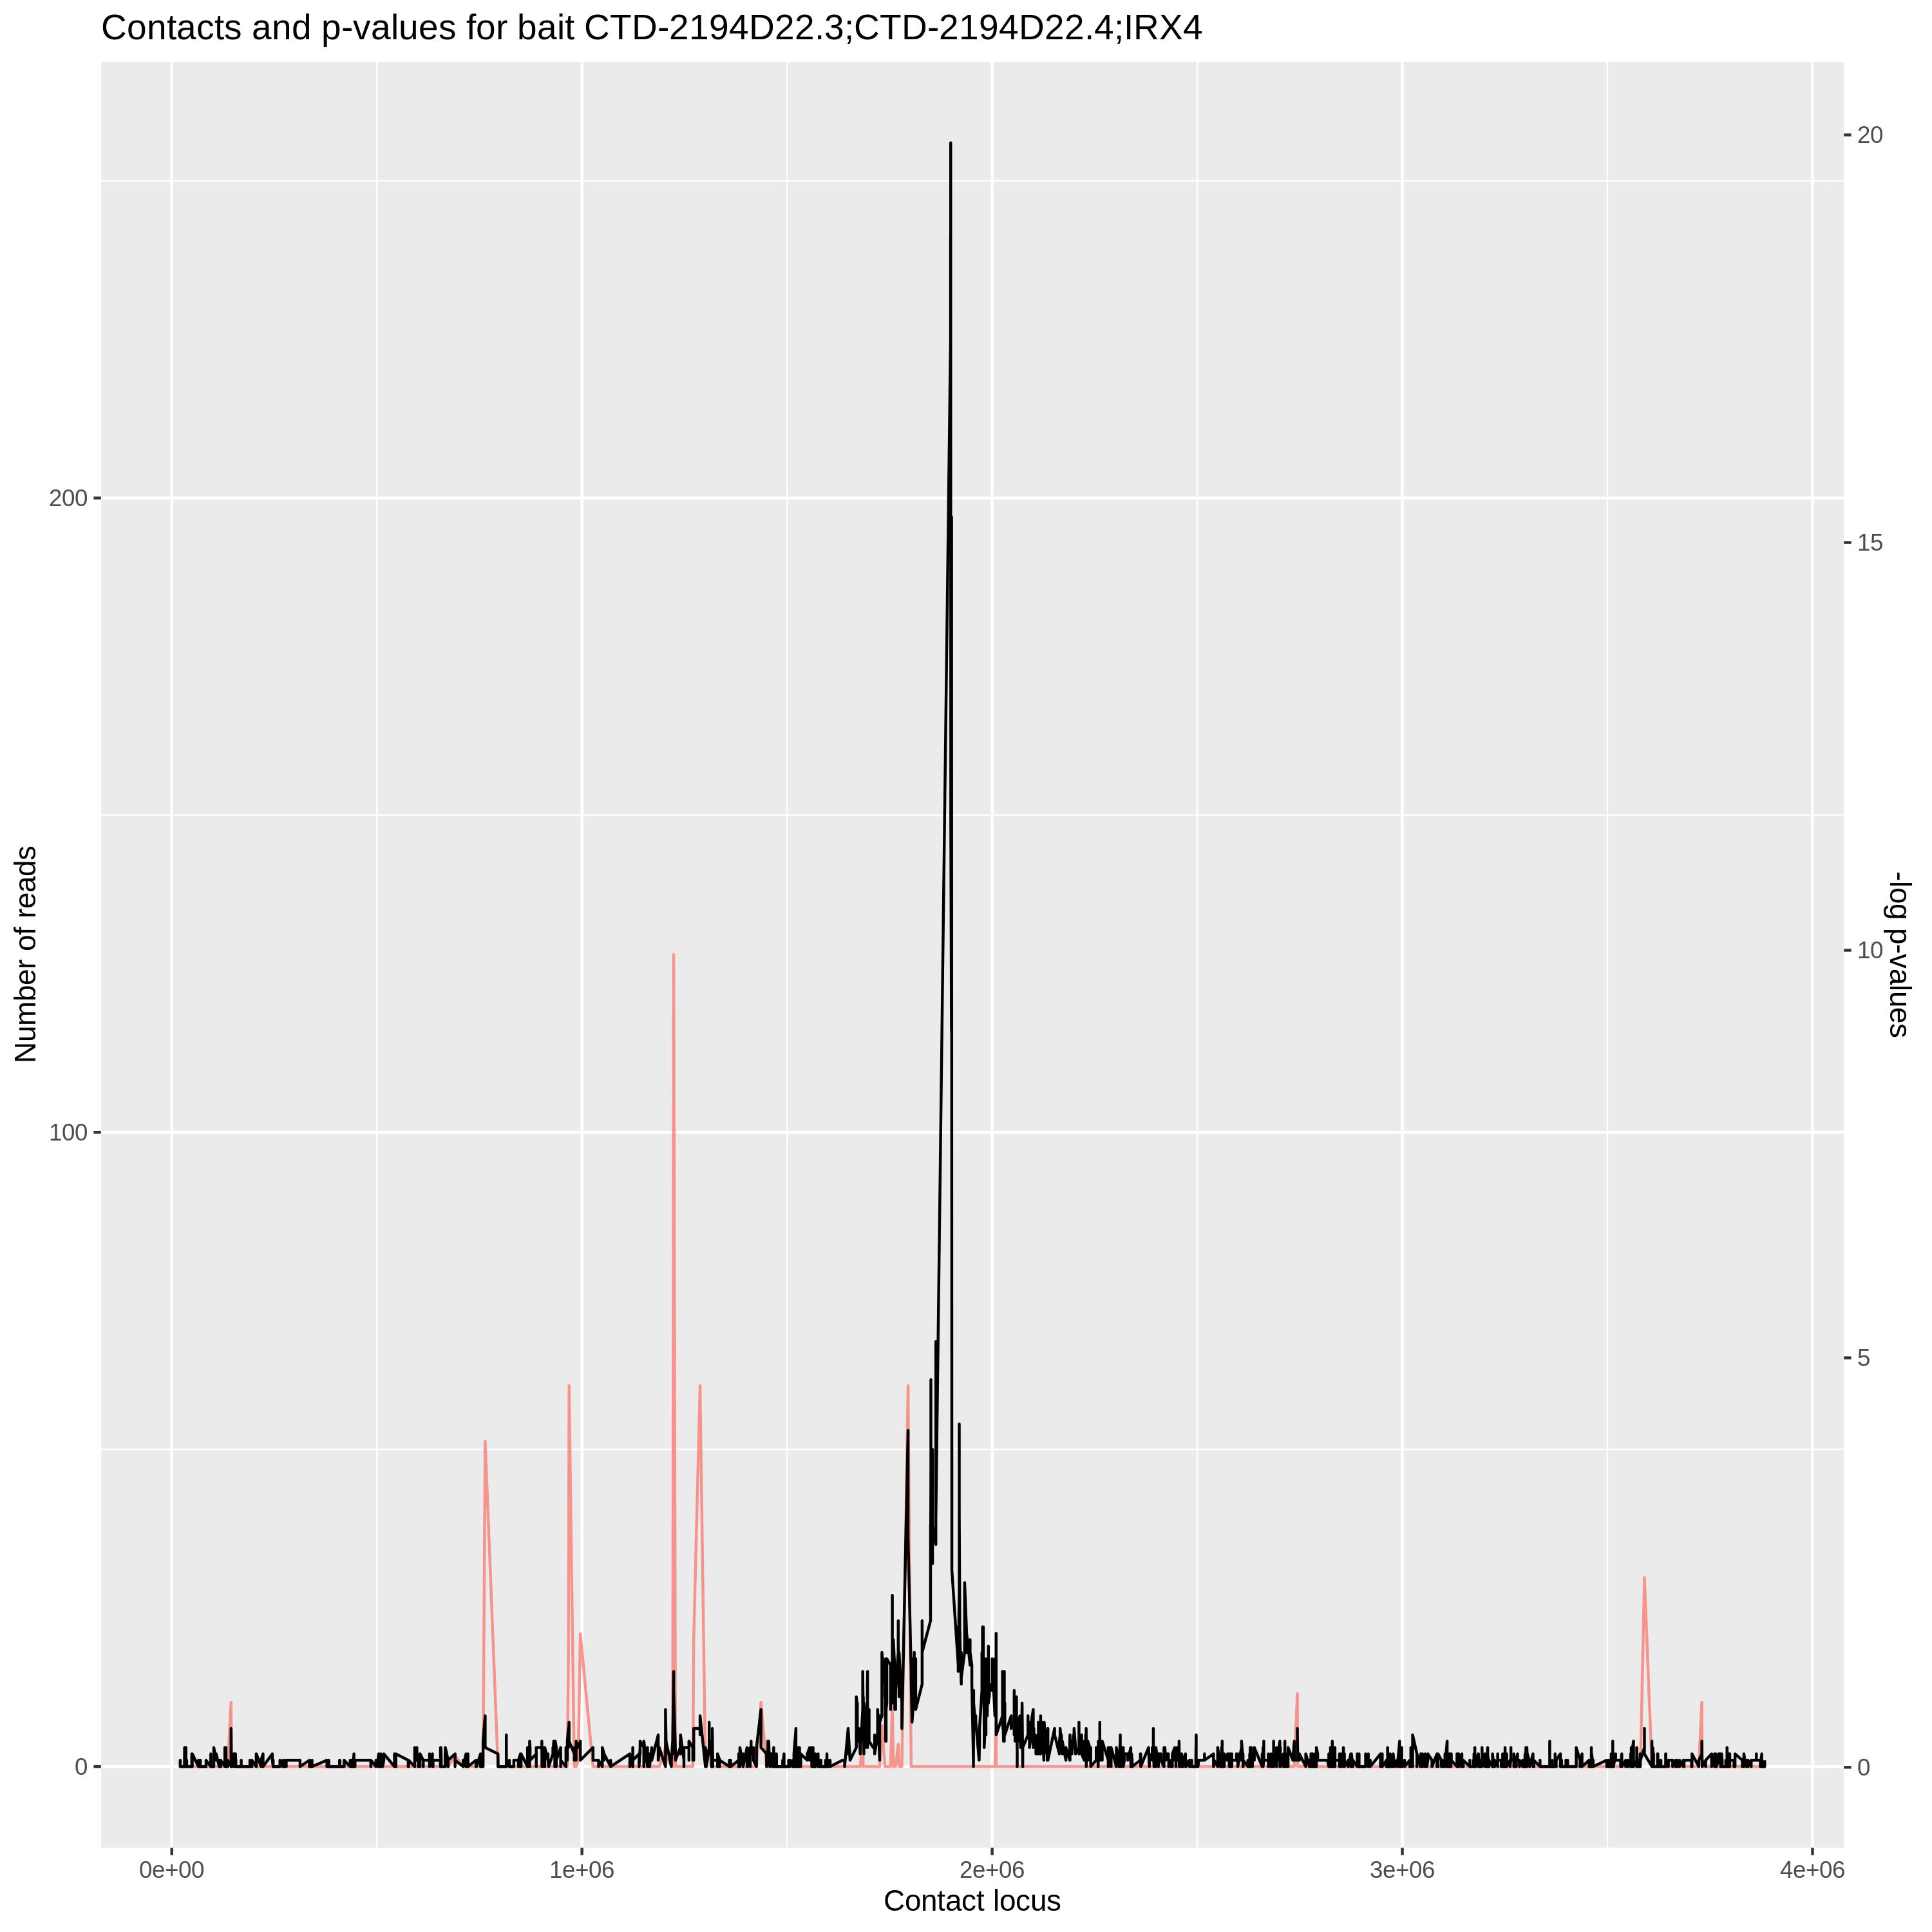 Contacts and p-values for bait CTD-2194D22.3;CTD-2194D22.4;IRX4
Number of reads
200
100
0
20
15
10
5
0
-log p-values
0e+00 1e+06 2e+06 3e+06 4e+06
Contact locus